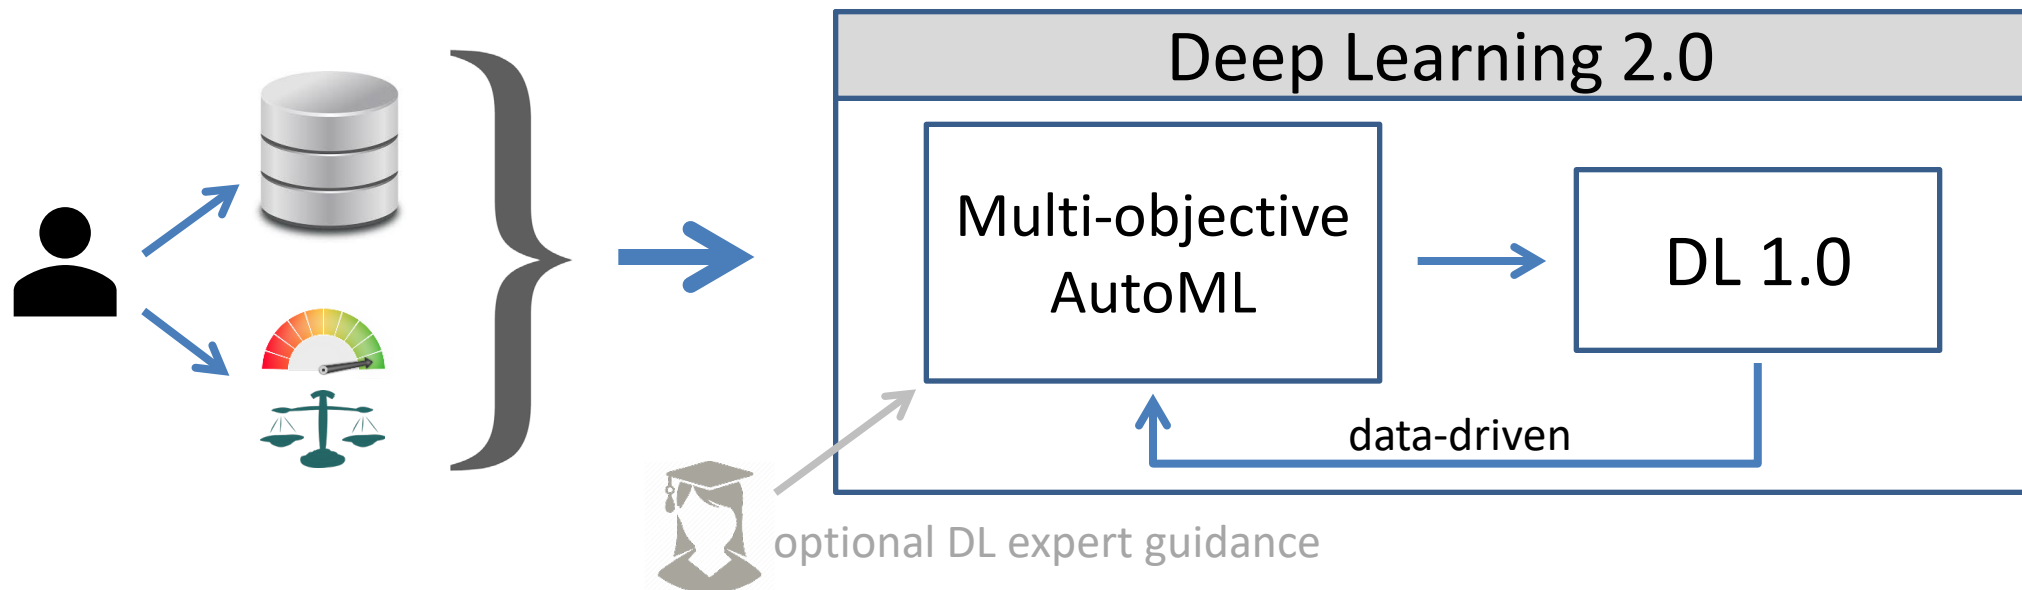 Deep Learning 2.0
Multi-objective
AutoML
DL 1.0
data-driven
optional DL expert guidance